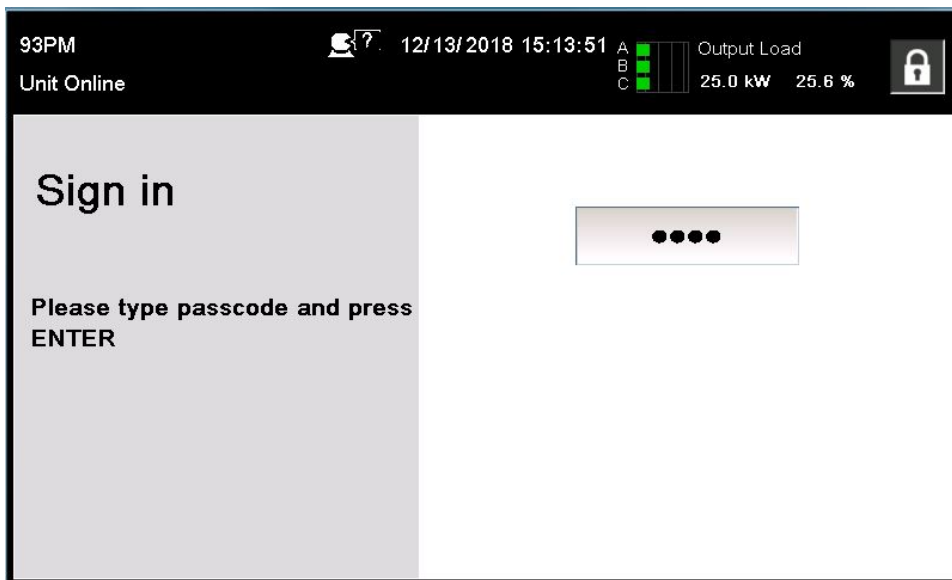 93PM
? 12/13/2018 15:13:51
A
B
C
Output Load
25.0 kW 25.6 %
Unit Online
Sign in
••••
Please type passcode and press
ENTER